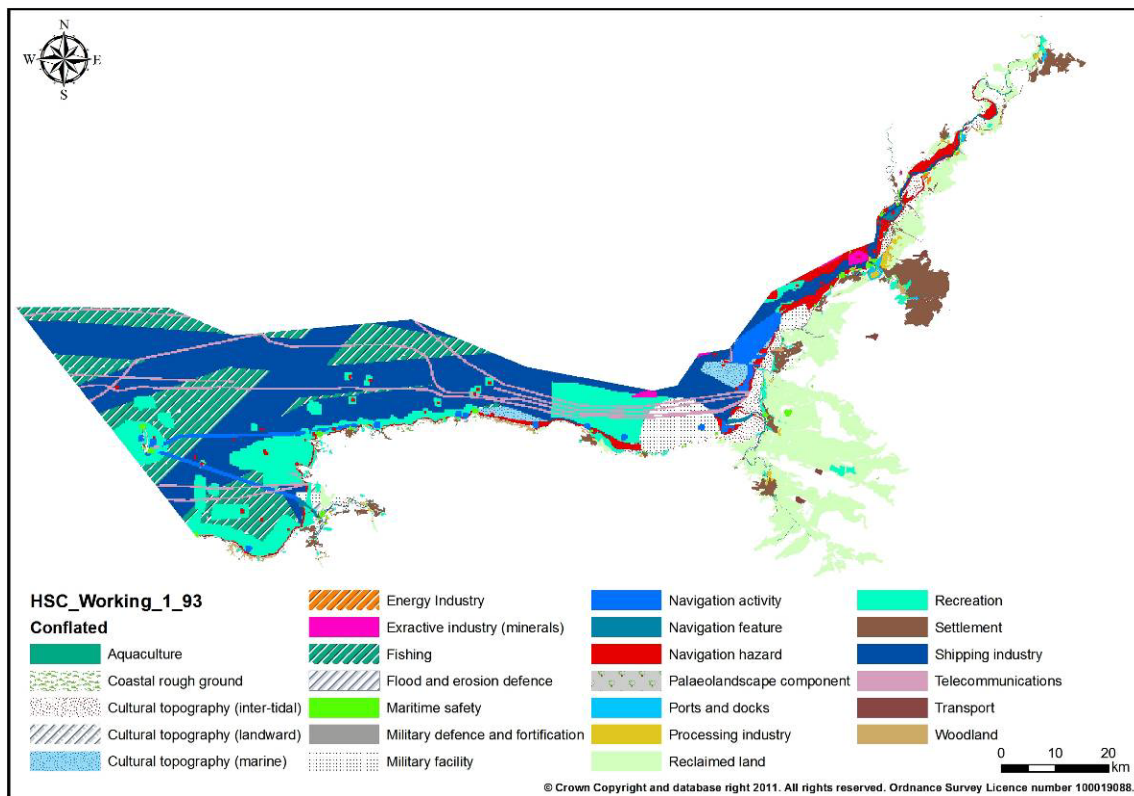 N
W E
S
HSC_Working_1_93
Conflated
Aquaculture
Coastal rough ground
Cultural topography (inter-tidal)
Cultural topography (landward)
Cultural topography (marine)
Energy Industry
Exractive industry (minerals)
Fishing
Flood and erosion defence
Maritime safety
Military defence and fortification
Military facility
Navigation activity
Navigation feature
Navigation hazard
Palaeolandscape component
Ports and docks
Processing industry
Reclaimed land
Recreation
Settlement
Shipping industry
Telecommunications
Transport
Woodland
0 10 20
km
© Crown Copyright and database right 2011. All rights reserved. Ordnance Survey Licence number 100019088.